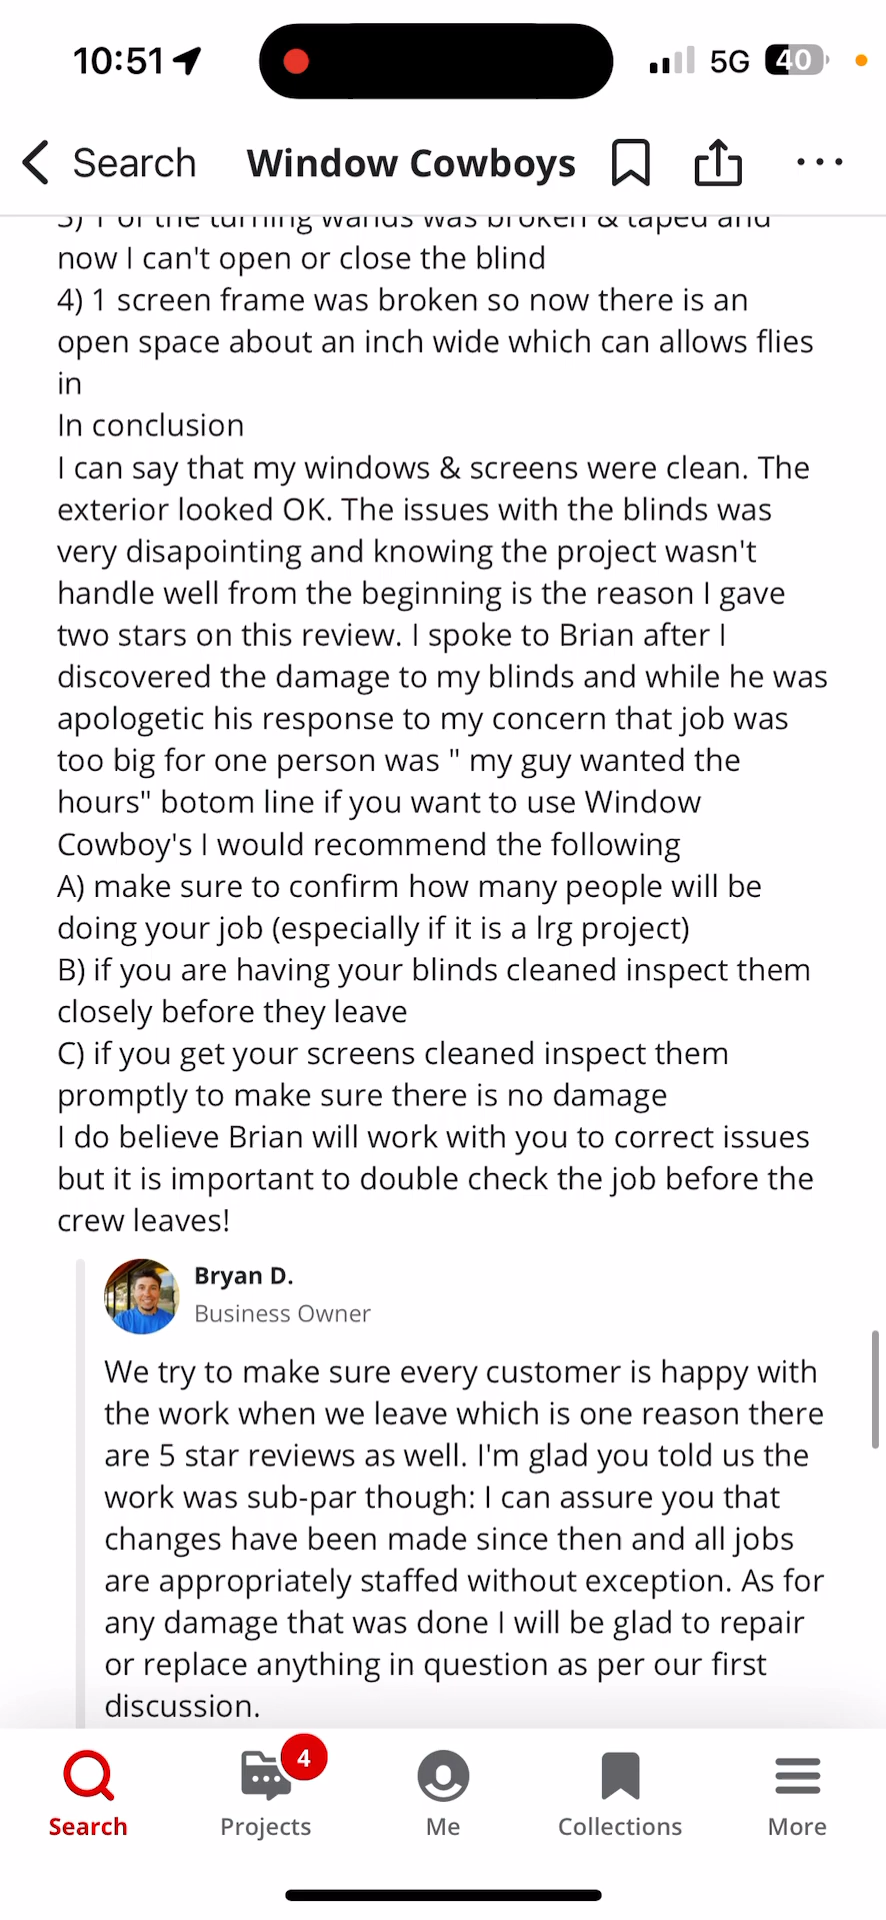 10:51
5G
40
Search
Window Cowboys
3) 1 of the turning wands was broken & taped and
now I can't open or close the blind
4) 1 screen frame was broken so now there is an
open space about an inch wide which can allows flies
in
In conclusion
I can say that my windows & screens were clean. The
exterior looked OK. The issues with the blinds was
very disapointing and knowing the project wasn't
handle well from the beginning is the reason I gave
two stars on this review. I spoke to Brian after I
discovered the damage to my blinds and while he was
apologetic his response to my concern that job was
too big for one person was " my guy wanted the
hours" botom line if you want to use Window
Cowboy's I would recommend the following
A) make sure to confirm how many people will be
doing your job (especially if it is a lrg project)
B) if you are having your blinds cleaned inspect them
closely before they leave
C) if you get your screens cleaned inspect them
promptly to make sure there is no damage
I do believe Brian will work with you to correct issues
but it is important to double check the job before the
crew leaves!
Bryan D.
Business Owner
We try to make sure every customer is happy with
the work when we leave which is one reason there
are 5 star reviews as well. I'm glad you told us the
work was sub-par though: I can assure you that
changes have been made since then and all jobs
are appropriately staffed without exception. As for
any damage that was done I will be glad to repair
or replace anything in question as per our first
discussion.
4
Search
Projects
Me
Collections
More